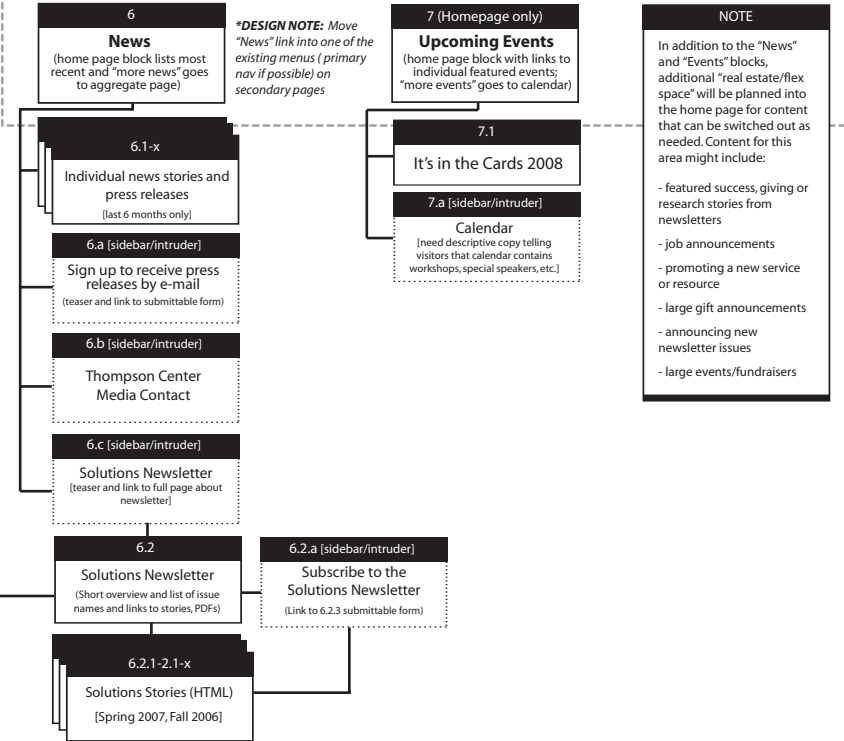 6
News
(home page block lists most
recent and “more news” goes
to aggregate page)
*DESIGN NOTE: Move
“News” link into one of the
existing menus ( primary
nav if possible) on
secondary pages
6.1-x
Individual news stories and
press releases
[last 6 months only]
6.a [sidebar/intruder]
Sign up to receive press
releases by e-mail
(teaser and link to submittable form)
6.b [sidebar/intruder]
Thompson Center
Media Contact
6.c [sidebar/intruder]
Solutions Newsletter
[teaser and link to full page about
newsletter]
6.2
Solutions Newsletter
(Short overview and list of issue
names and links to stories, PDFs)
6.2.a [sidebar/intruder]
Subscribe to the
Solutions Newsletter
(Link to 6.2.3 submittable form)
6.2.1-2.1-x
Solutions Stories (HTML)
[Spring 2007, Fall 2006]
7 (Homepage only)
Upcoming Events
(home page block with links to
individual featured events;
“more events” goes to calendar)
7.1
It’s in the Cards 2008
7.a [sidebar/intruder]
Calendar
[need descriptive copy telling
visitors that calendar contains
workshops, special speakers, etc.]
NOTE
In addition to the “News”
and “Events” blocks,
additional “real estate/flex
space” will be planned into
the home page for content
that can be switched out as
needed. Content for this
area might include:
- featured success, giving or
research stories from
newsletters
- job announcements
- promoting a new service
or resource
- large gift announcements
- announcing new
newsletter issues
- large events/fundraisers